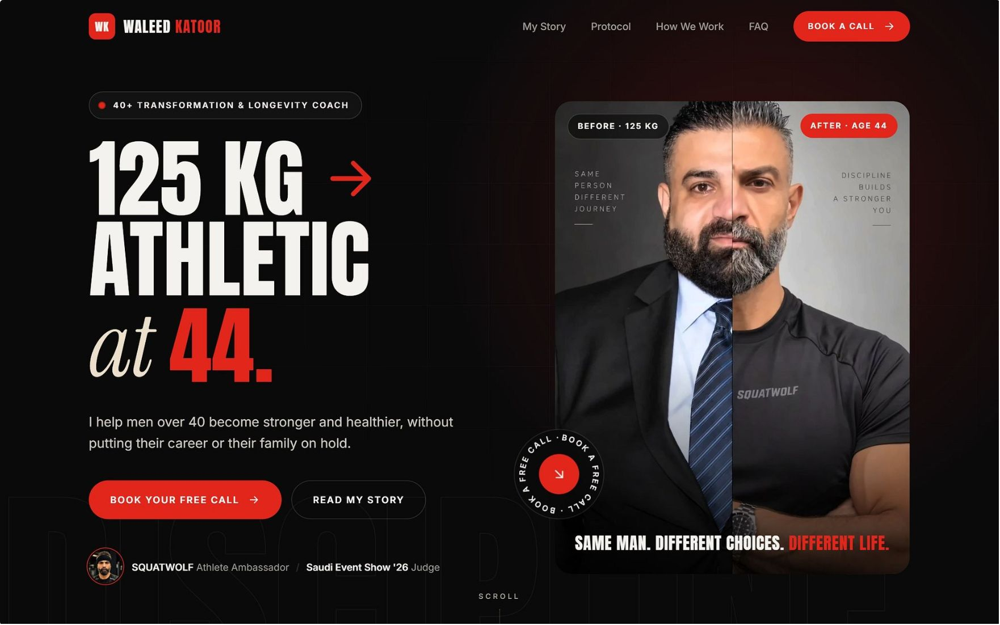 WK WALEED KATOOR
My Story Protocol How We Work FAQ BOOK A CALL →
40+ TRANSFORMATION & LONGEVITY COACH
125 KG →
ATHLETIC
at 44.
I help men over 40 become stronger and healthier, without
putting their career or their family on hold.
BOOK YOUR FREE CALL →
READ MY STORY
SQUATWOLF Athlete Ambassador / Saudi Event Show '26 Judge
BEFORE · 125 KG
AFTER · AGE 44
SAME
PERSON
DIFFERENT
JOURNEY
DISCIPLINE
BUILDS
A STRONGER
YOU
SQUATWOLF
BOOK A FREE CALL · BOOK A FREE CALL ·
SAME MAN. DIFFERENT CHOICES. DIFFERENT LIFE.
SCROLL
DISCIPLINE